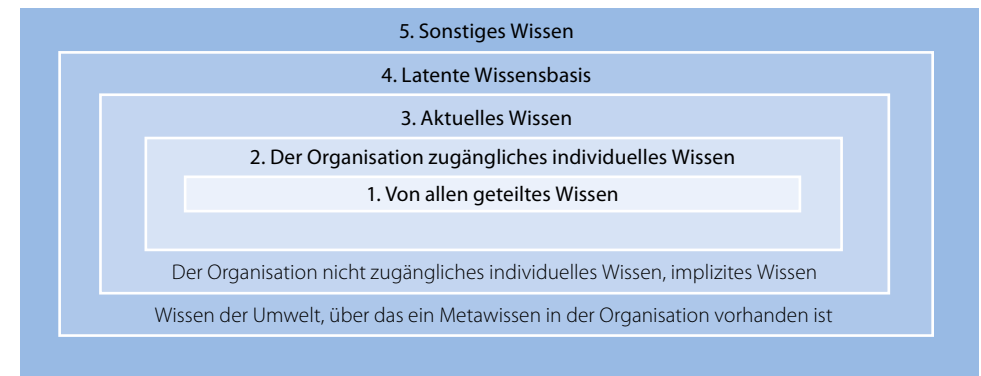 5. Sonstiges Wissen
4. Latente Wissensbasis
3. Aktuelles Wissen
2. Der Organisation zugängliches individuelles Wissen
1. Von allen geteiltes Wissen
Der Organisation nicht zugängliches individuelles Wissen, implizites Wissen
Wissen der Umwelt, über das ein Metawissen in der Organisation vorhanden ist